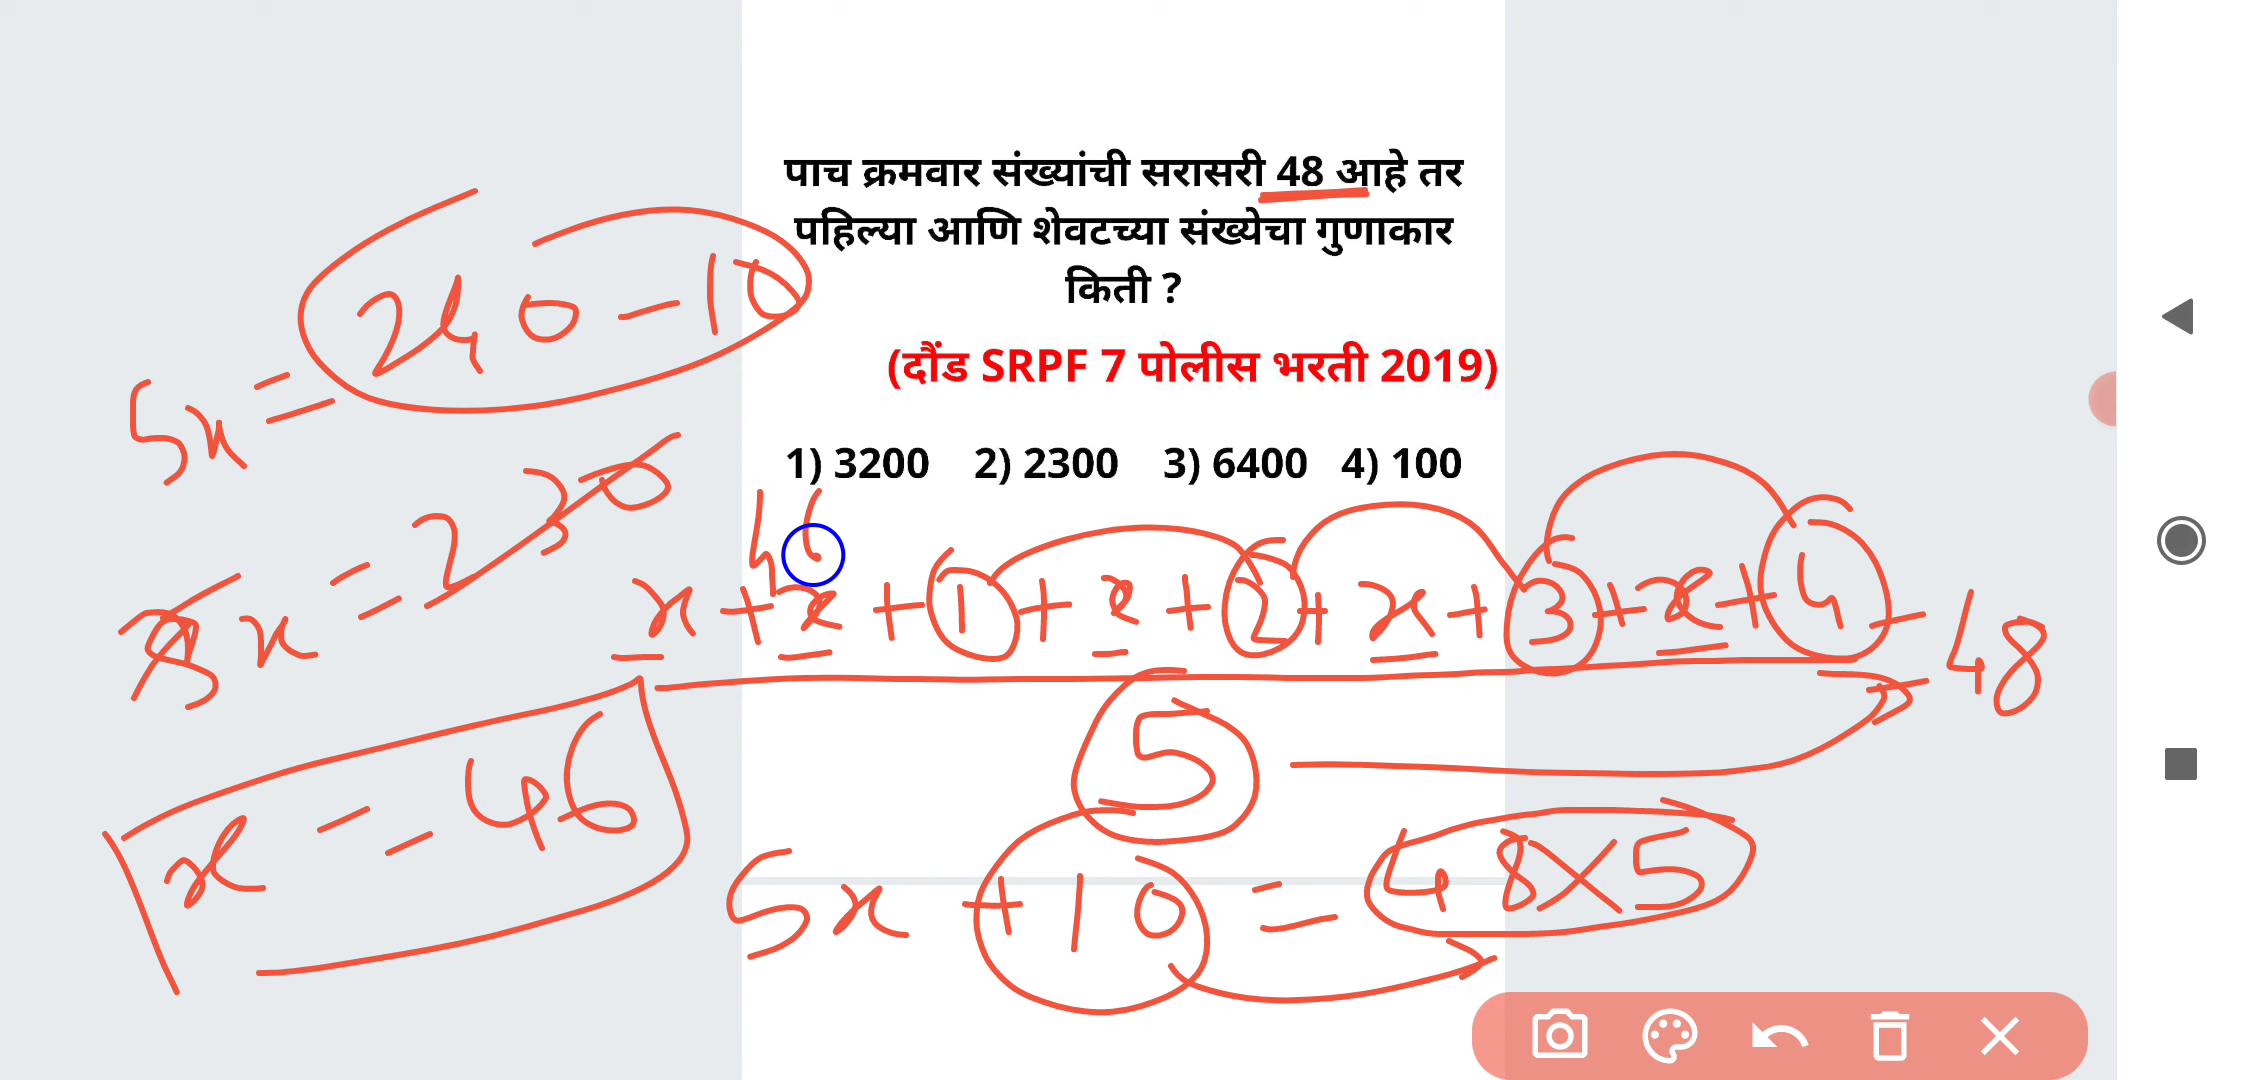 पाच क्रमवार संख्यांची सरासरी 48 आहे तर
पहिल्या आणि शेवटच्या संख्येचा गुणाकार
किती ?
(दौंड SRPF 7 पोलीस भरती 2019)
1) 3200 2) 2300 3) 6400 4) 100
5x = 240 - 10
5x = 230
x = 46
46
x + x + 1 + x + 2 + x + 3 + x + 4 = 48
5
5x + 10 = 48 × 5